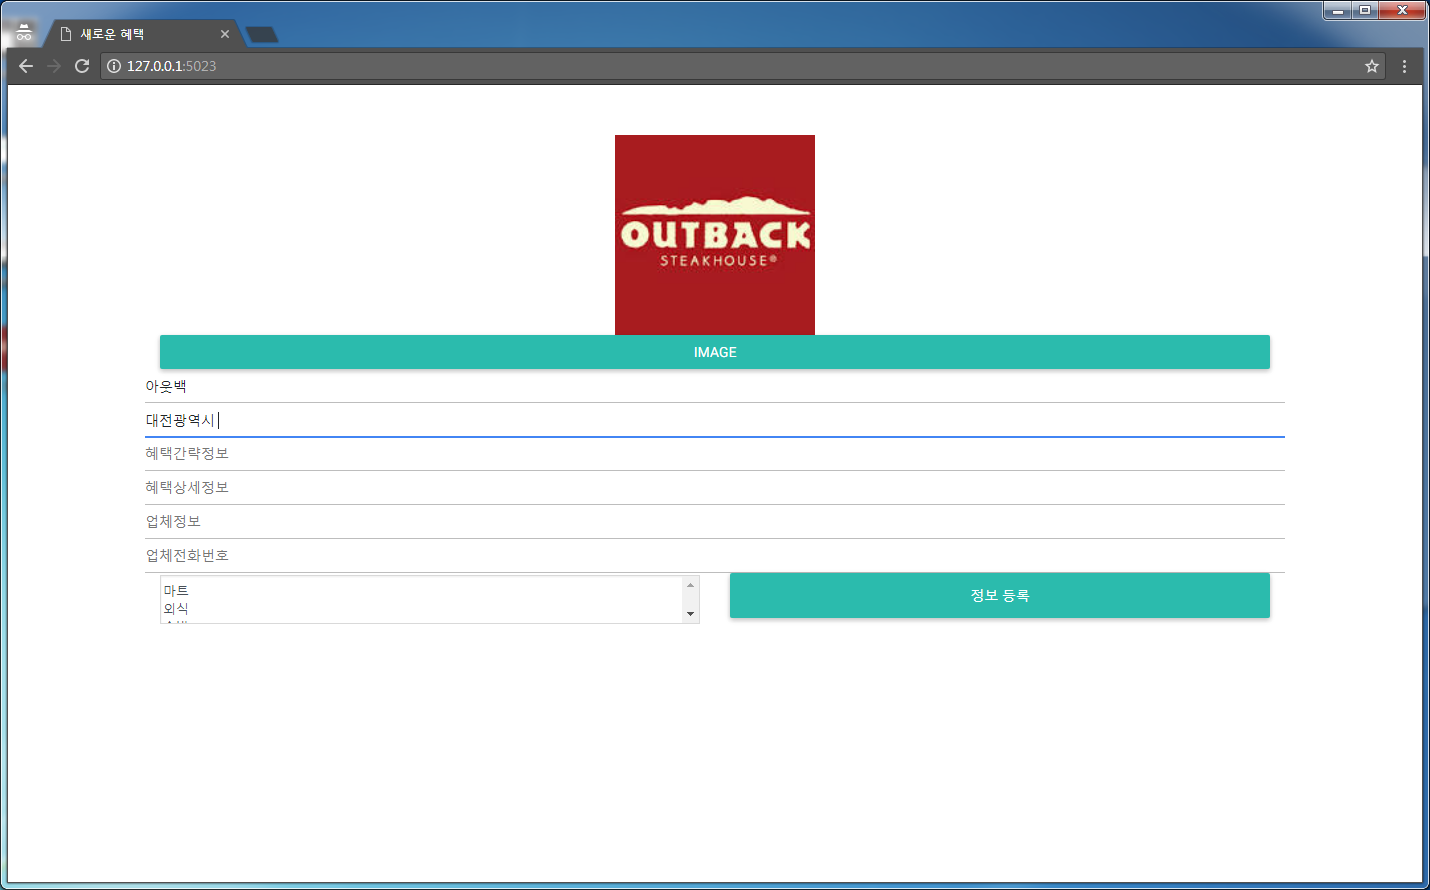 새로운 혜택
127.0.0.1:5023
OUTBACK
STEAKHOUSE®
IMAGE
아웃백
대전광역시
혜택간략정보
혜택상세정보
업체정보
업체전화번호
마트
외식
정보 등록